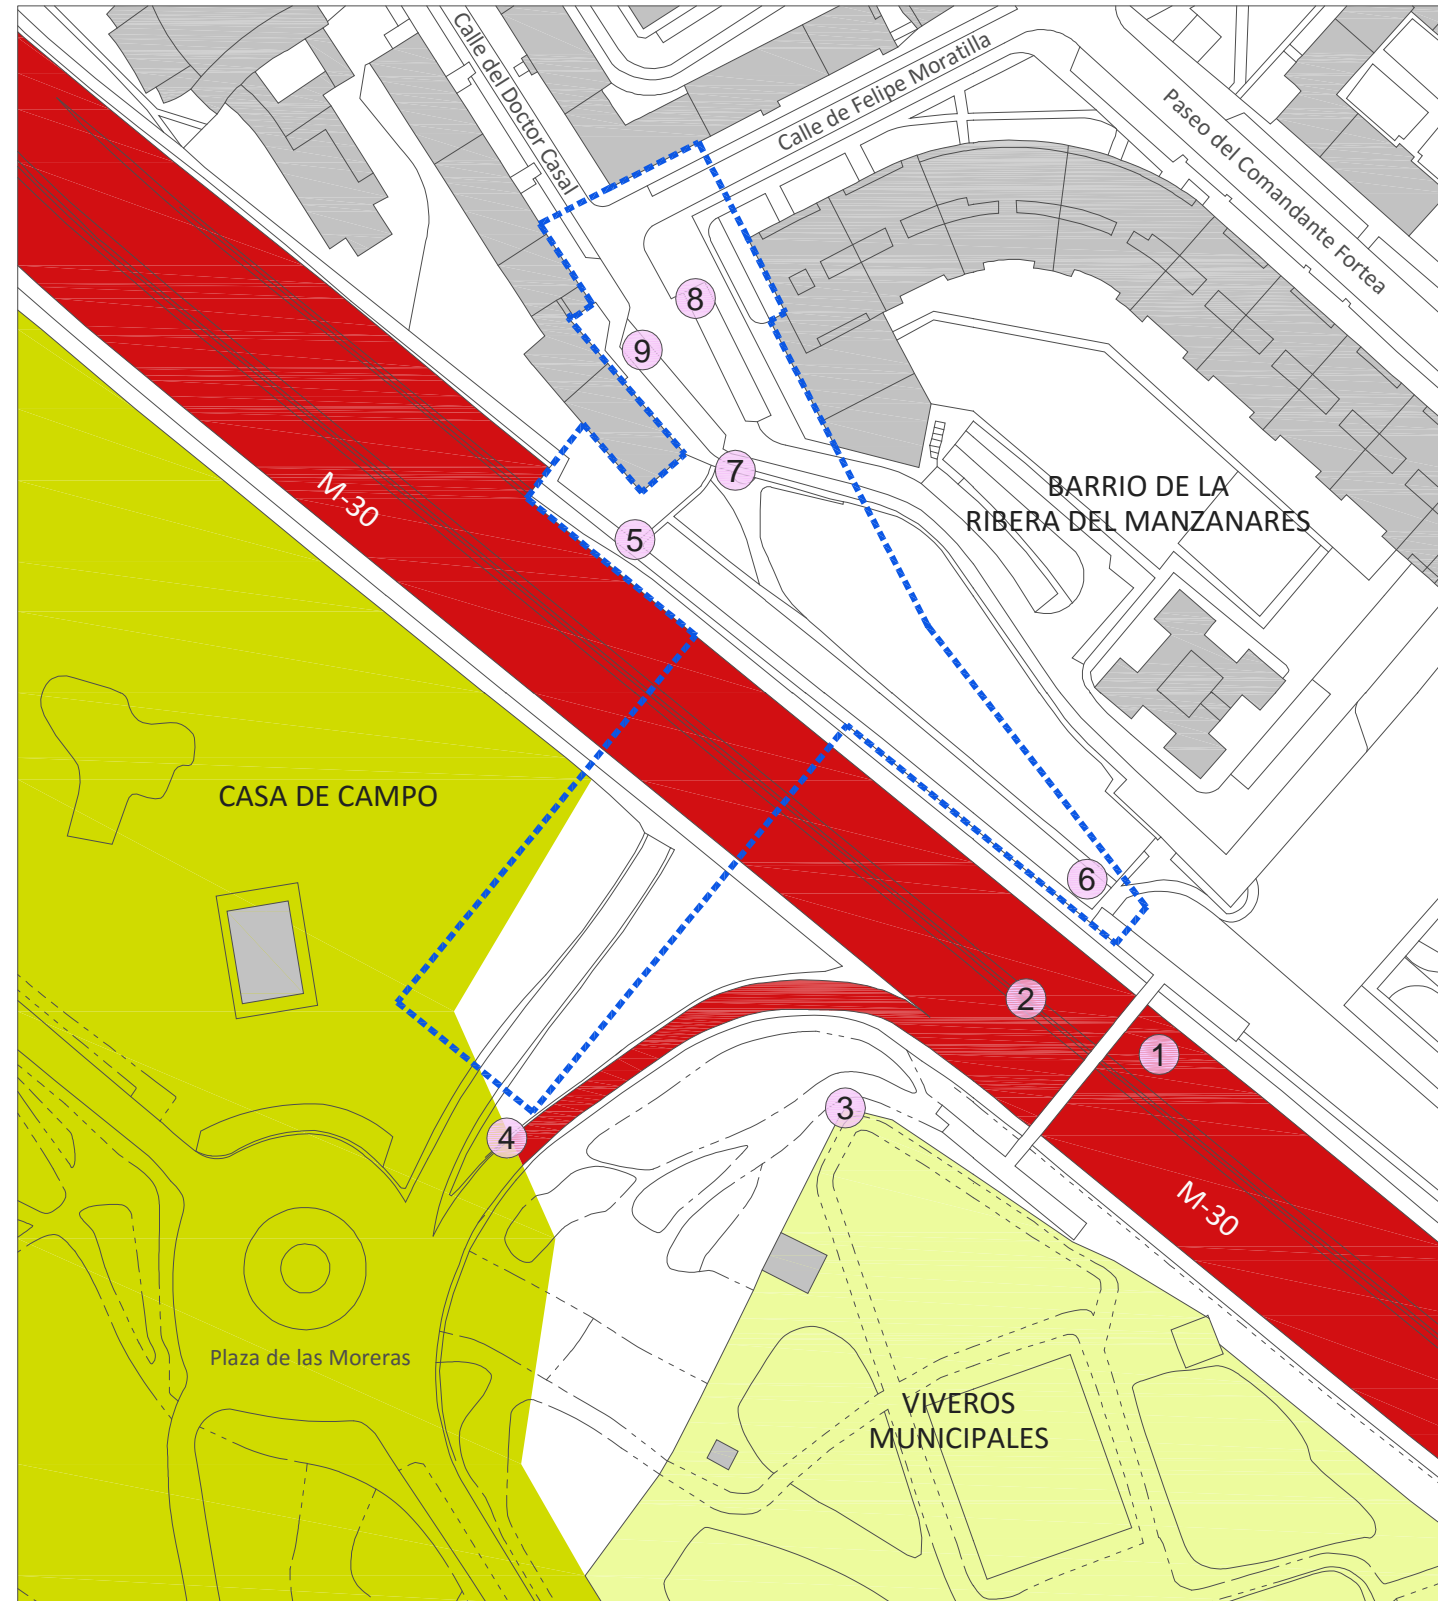 Calle del Doctor Casal
Calle de Felipe Moratilla
Paseo del Comandante Fortea
8
9
7
5
M-30
BARRIO DE LA
RIBERA DEL MANZANARES
CASA DE CAMPO
6
2
1
3
4
M-30
Plaza de las Moreras
VIVEROS
MUNICIPALES